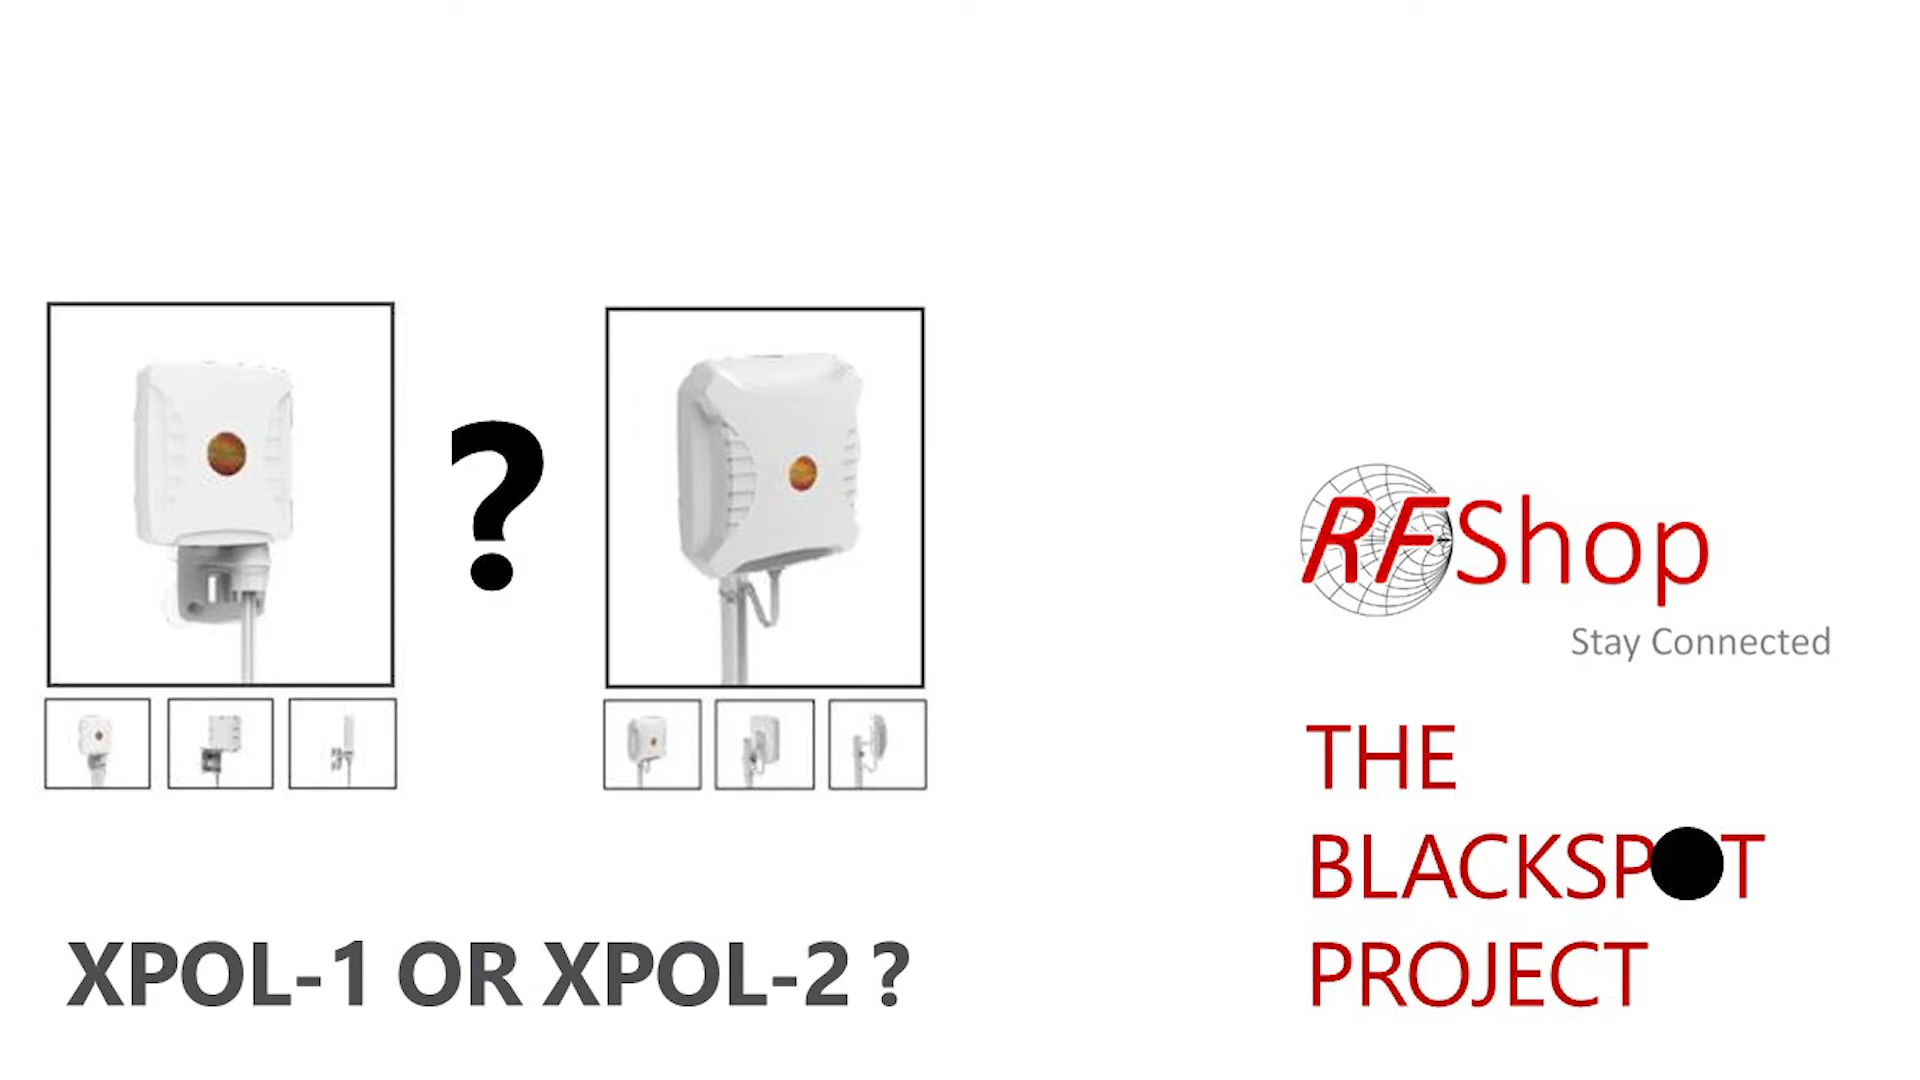 ?
XPOL-1 OR XPOL-2 ?
RFShop
Stay Connected
THE
BLACKSPOT
PROJECT